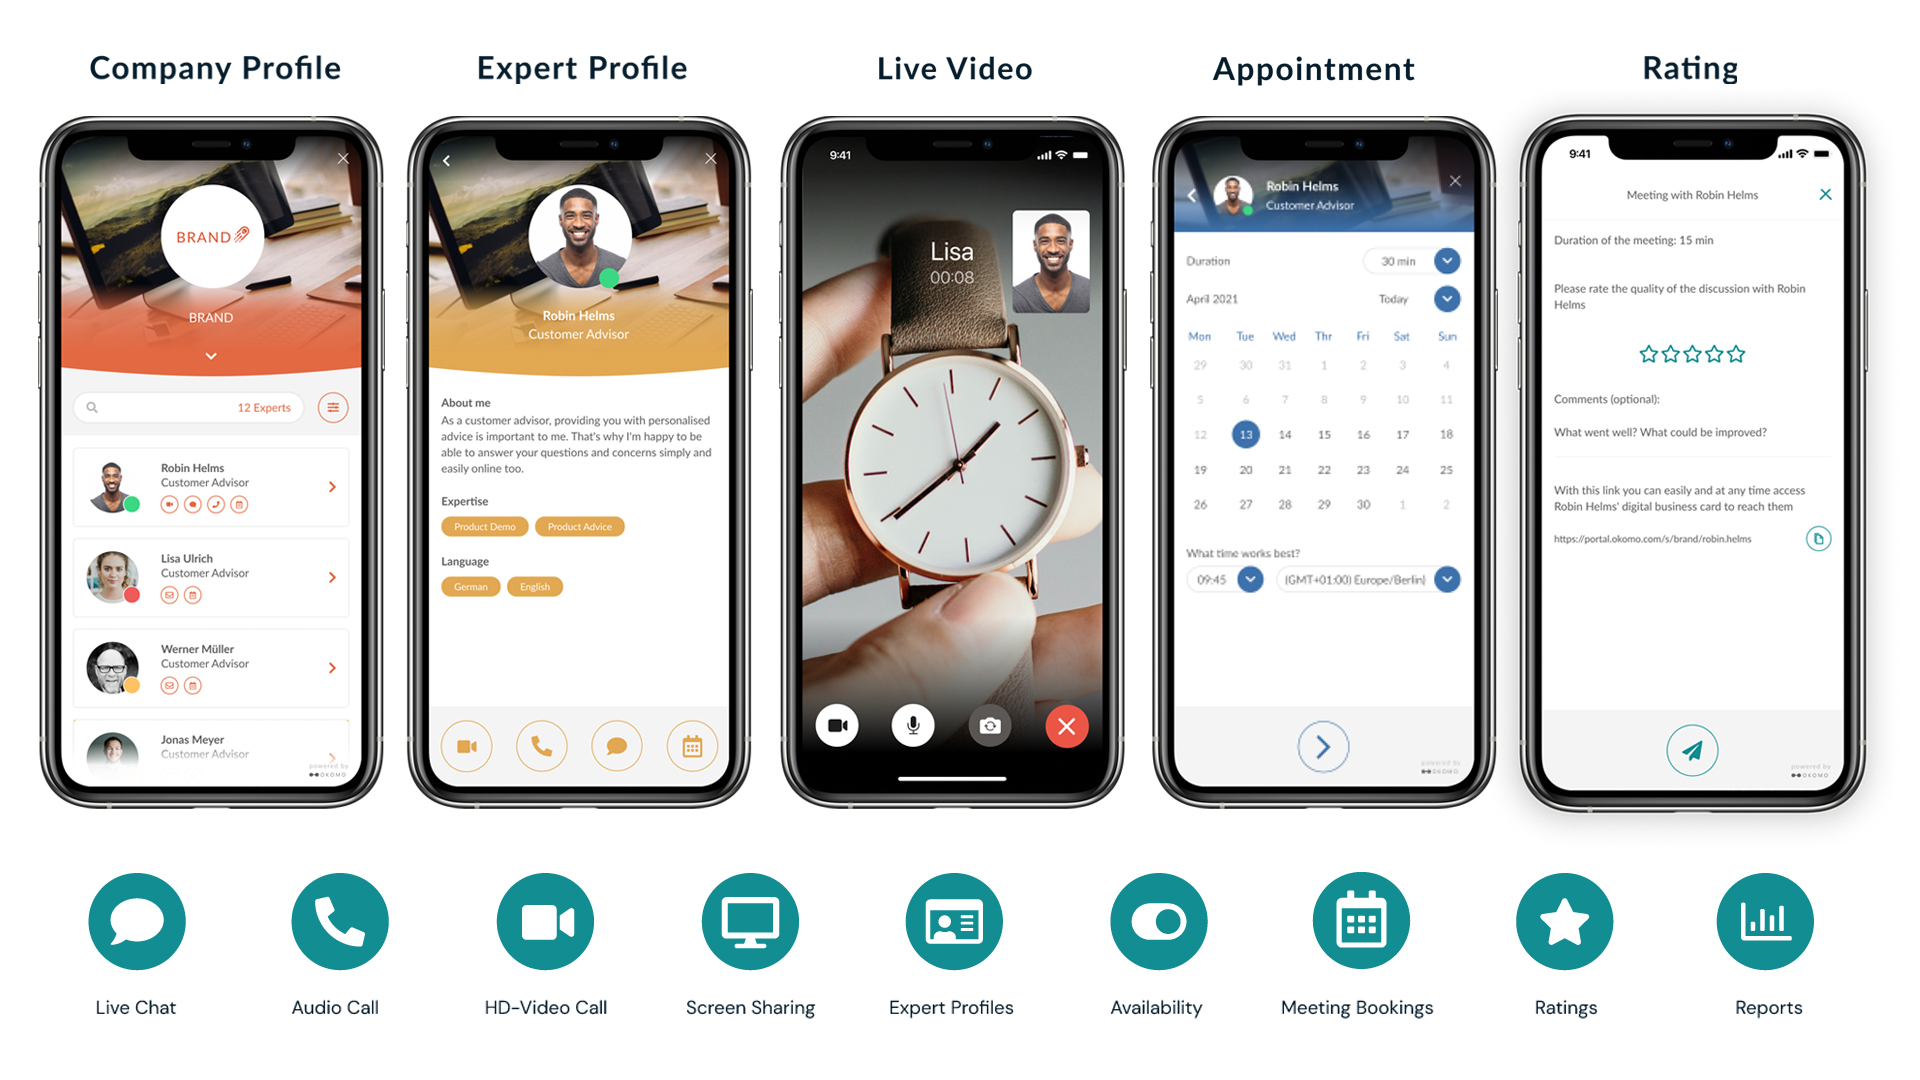 Company Profile
Expert Profile
Live Video
Appointment
Rating
BRAND
BRAND
12 Experts
Robin Helms
Customer Advisor
Lisa Ulrich
Customer Advisor
Werner Müller
Customer Advisor
Jonas Meyer
Customer Advisor
powered by
OKOMO
Robin Helms
Customer Advisor
About me
As a customer advisor, providing you with personalised
advice is important to me. That's why I'm happy to be
able to answer your questions and concerns simply and
easily online too.
Expertise
Product Demo Product Advice
Language
German English
9:41
Lisa
00:08
Robin Helms
Customer Advisor
Duration 30 min
April 2021 Today
Mon Tue Wed Thr Fri Sat Sun
29 30 31 1 2 3 4
5 6 7 8 9 10 11
12 13 14 15 16 17 18
19 20 21 22 23 24 25
26 27 28 29 30 1 2
What time works best?
09:45 (GMT+01:00) Europe/Berlin)
powered by
OKOMO
9:41
Meeting with Robin Helms
Duration of the meeting: 15 min
Please rate the quality of the discussion with Robin
Helms
Comments (optional):
What went well? What could be improved?
With this link you can easily and at any time access
Robin Helms' digital business card to reach them
https://portal.okomo.com/s/brand/robin.helms
powered by
OKOMO
Live Chat
Audio Call
HD-Video Call
Screen Sharing
Expert Profiles
Availability
Meeting Bookings
Ratings
Reports